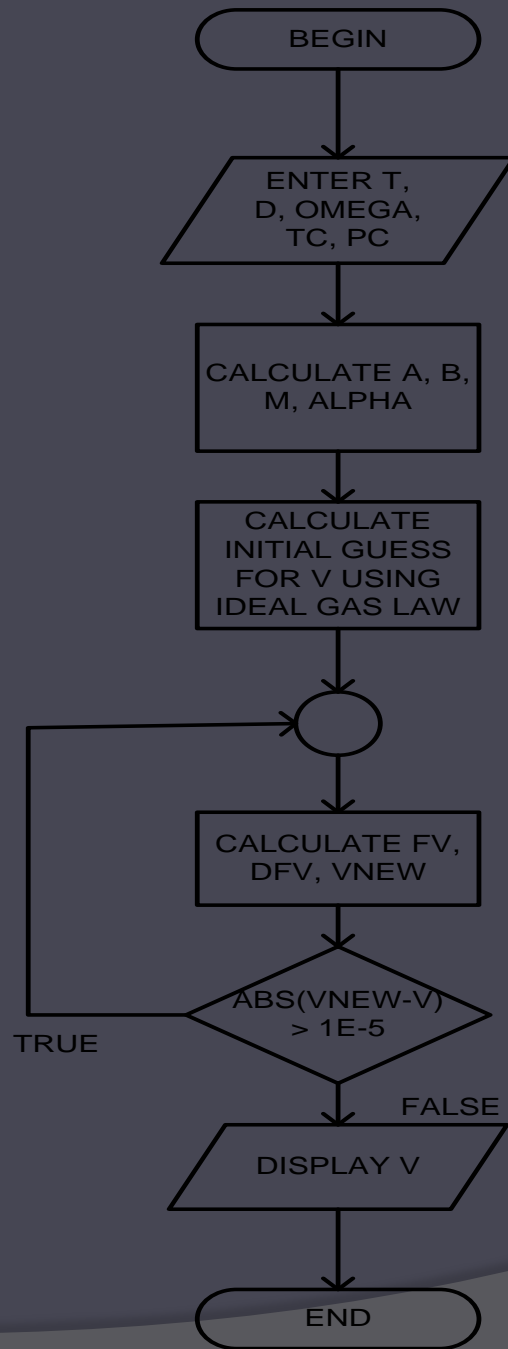 BEGIN
ENTER T,
D, OMEGA,
TC, PC
CALCULATE A, B,
M, ALPHA
CALCULATE
INITIAL GUESS
FOR V USING
IDEAL GAS LAW
CALCULATE FV,
DFV, VNEW
ABS(VNEW-V)
> 1E-5
TRUE
FALSE
DISPLAY V
END